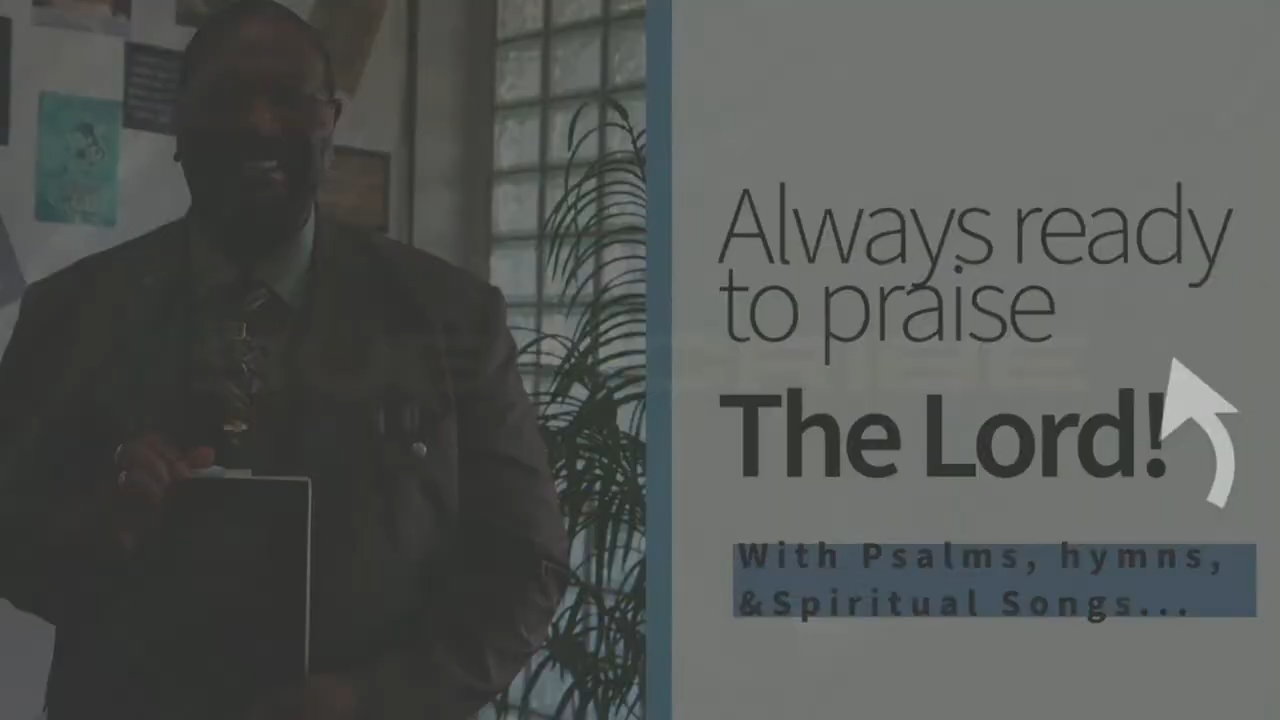 Always ready
to praise
The Lord!
With Psalms, hymns,
&Spiritual Songs...